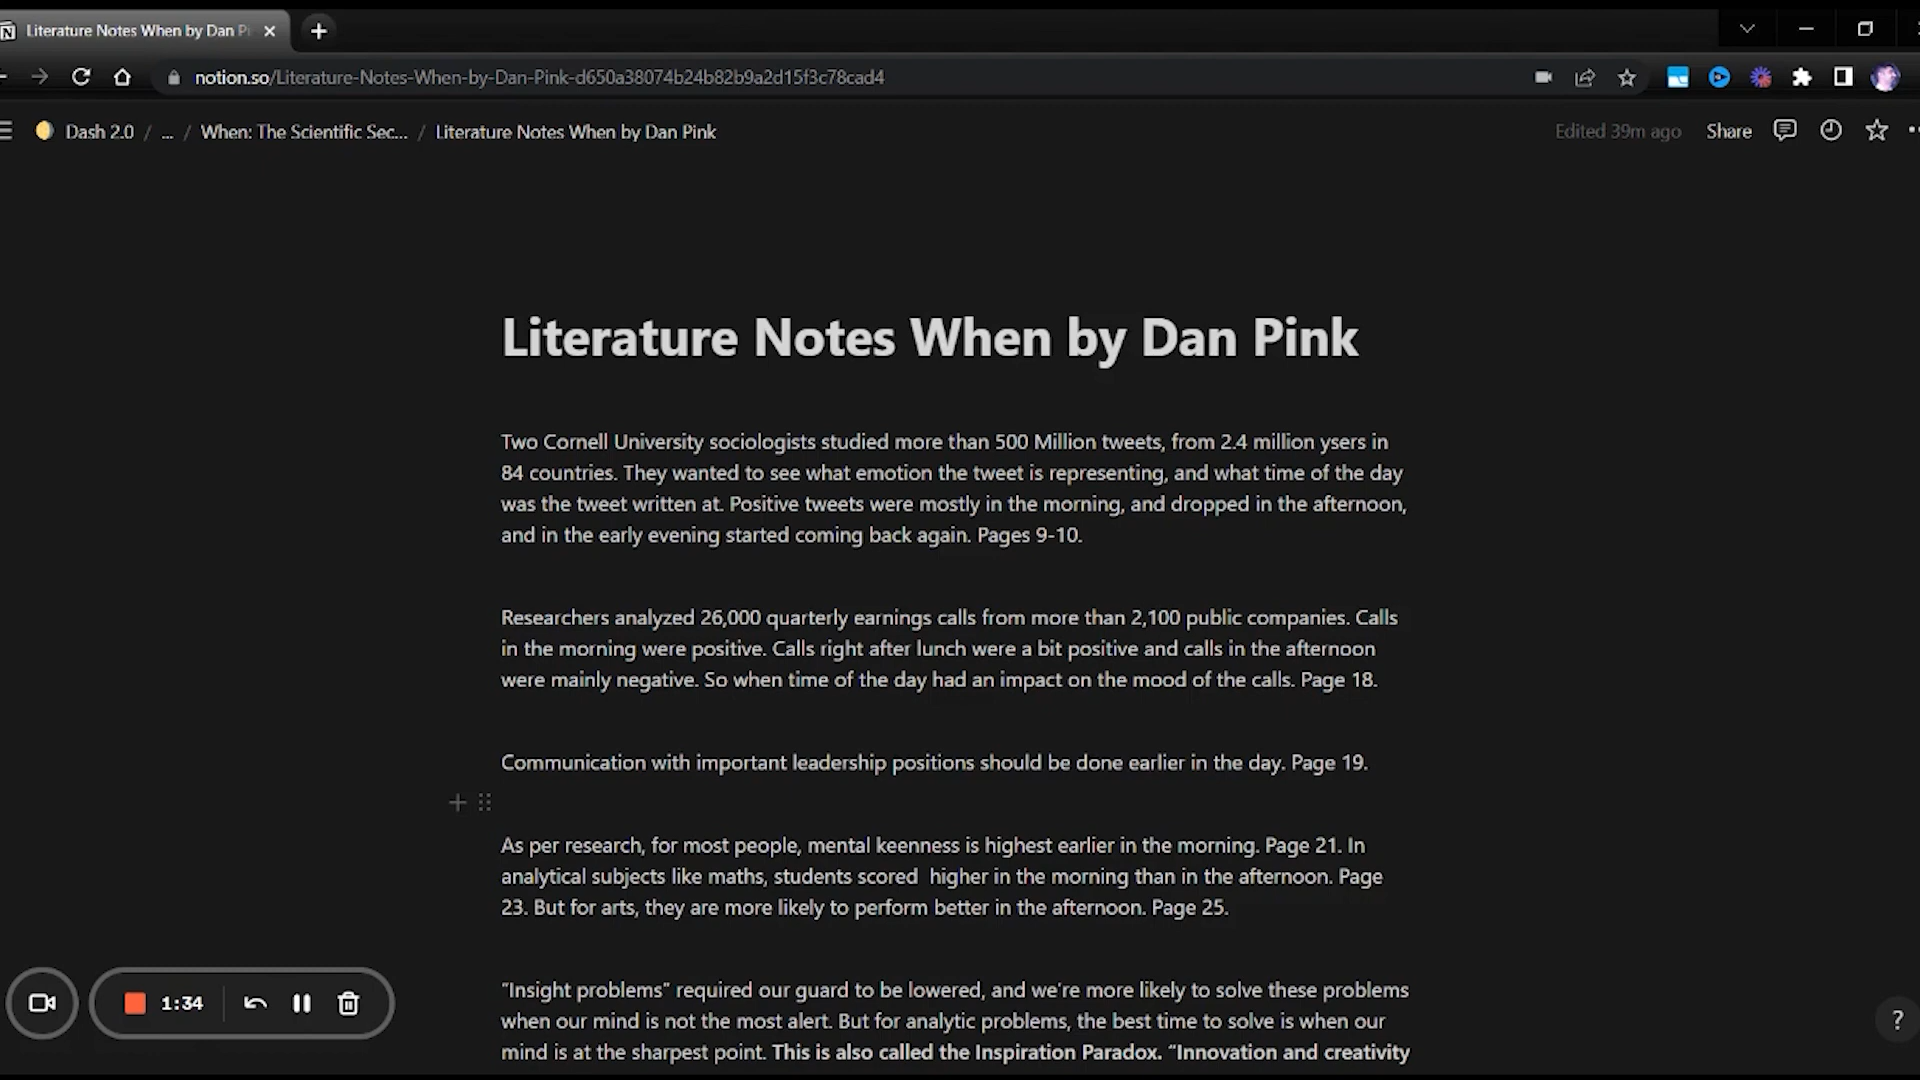 Literature Notes When by Dan Pi
notion.so/Literature-Notes-When-by-Dan-Pink-d650a38074b24b82b9a2d15f3c78cad4
Dash 2.0 / ... / When: The Scientific Sec... / Literature Notes When by Dan Pink
Edited 39m ago Share
Literature Notes When by Dan Pink
Two Cornell University sociologists studied more than 500 Million tweets, from 2.4 million ysers in
84 countries. They wanted to see what emotion the tweet is representing, and what time of the day
was the tweet written at. Positive tweets were mostly in the morning, and dropped in the afternoon,
and in the early evening started coming back again. Pages 9-10.
Researchers analyzed 26,000 quarterly earnings calls from more than 2,100 public companies. Calls
in the morning were positive. Calls right after lunch were a bit positive and calls in the afternoon
were mainly negative. So when time of the day had an impact on the mood of the calls. Page 18.
Communication with important leadership positions should be done earlier in the day. Page 19.
As per research, for most people, mental keenness is highest earlier in the morning. Page 21. In
analytical subjects like maths, students scored  higher in the morning than in the afternoon. Page
23. But for arts, they are more likely to perform better in the afternoon. Page 25.
"Insight problems" required our guard to be lowered, and we're more likely to solve these problems
when our mind is not the most alert. But for analytic problems, the best time to solve is when our
mind is at the sharpest point. This is also called the Inspiration Paradox. "Innovation and creativity
1:34
?